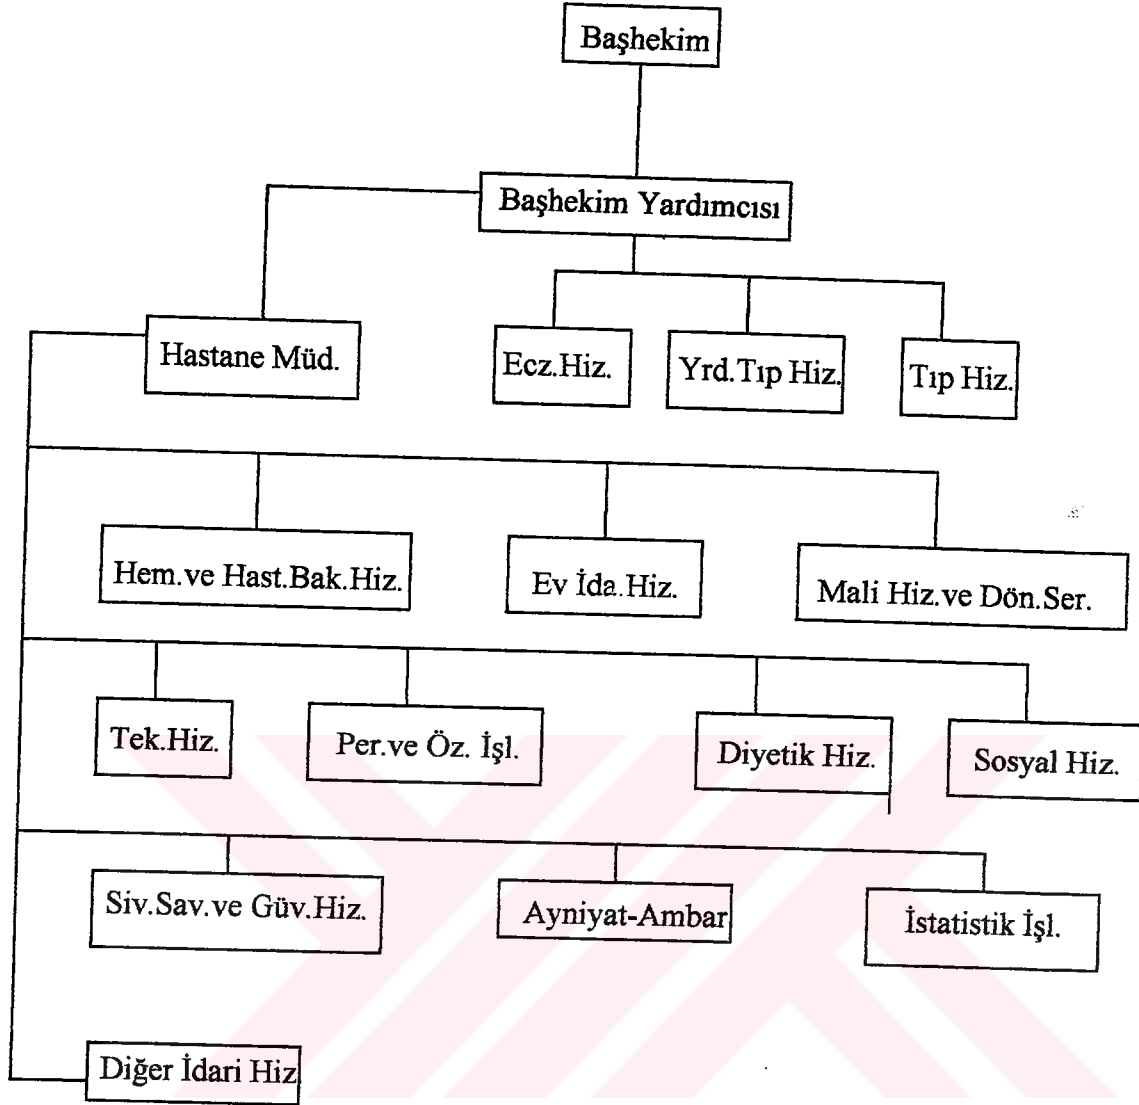 Başhekim
Başhekim Yardımcısı
Hastane Müd.
Ecz.Hiz.
Yrd.Tıp Hiz.
Tıp Hiz.
Hem.ve Hast.Bak.Hiz.
Ev İda.Hiz.
Mali Hiz.ve Dön.Ser.
Tek.Hiz.
Per.ve Öz. İşl.
Diyetik Hiz.
Sosyal Hiz.
Siv.Sav.ve Güv.Hiz.
Ayniyat-Ambar
İstatistik İşl.
Diğer İdari Hiz